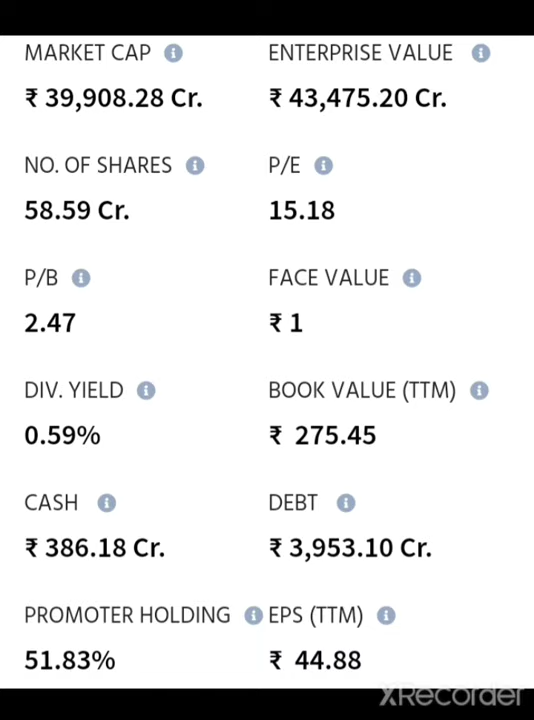 MARKET CAP ENTERPRISE VALUE
₹ 39,908.28 Cr. ₹ 43,475.20 Cr.
NO. OF SHARES P/E
58.59 Cr. 15.18
P/B FACE VALUE
2.47 ₹ 1
DIV. YIELD BOOK VALUE (TTM)
0.59% ₹ 275.45
CASH DEBT
₹ 386.18 Cr. ₹ 3,953.10 Cr.
PROMOTER HOLDING EPS (TTM)
51.83% ₹ 44.88
XRecorder